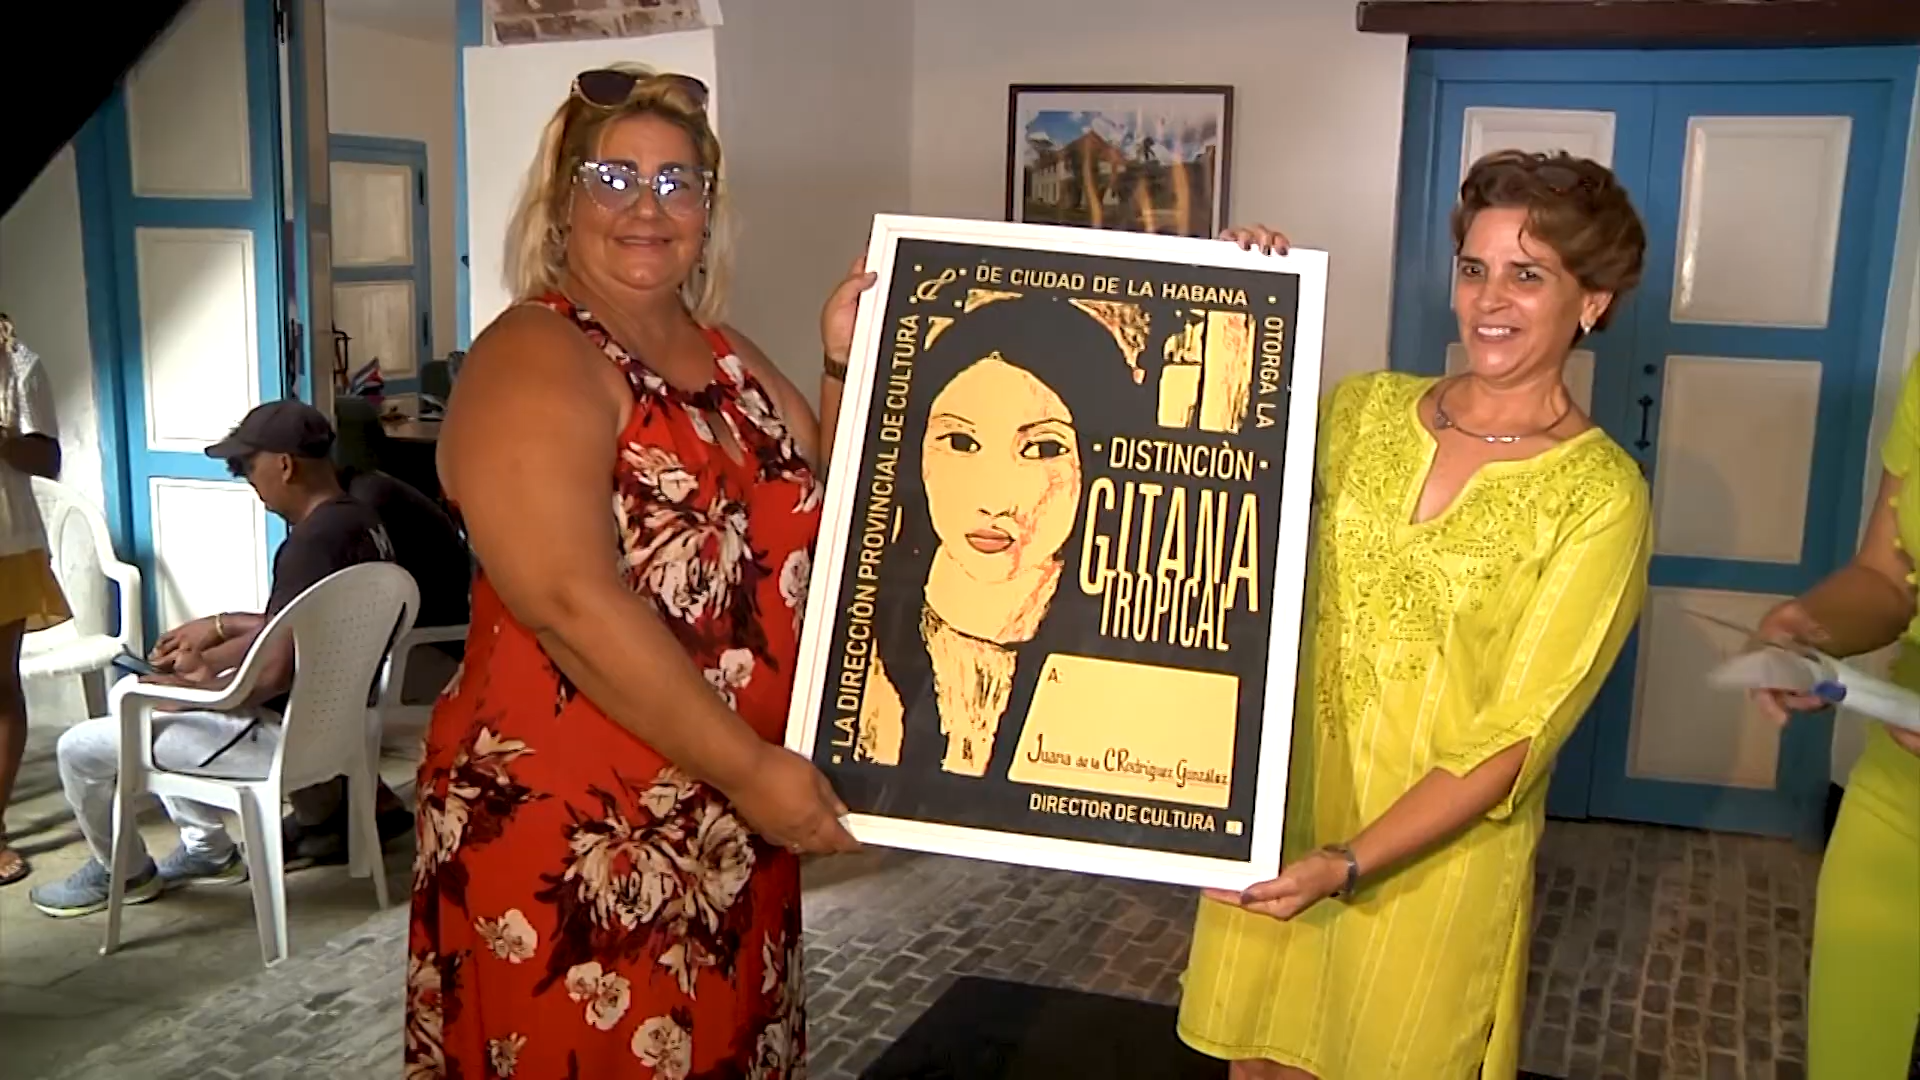 · LA DIRECCIÒN PROVINCIAL DE CULTURA
· DE CIUDAD DE LA HABANA ·
OTORGA LA
· DISTINCIÒN ·
GITANA
TROPICAL
A:
Juana de la C Rodríguez González
DIRECTOR DE CULTURA